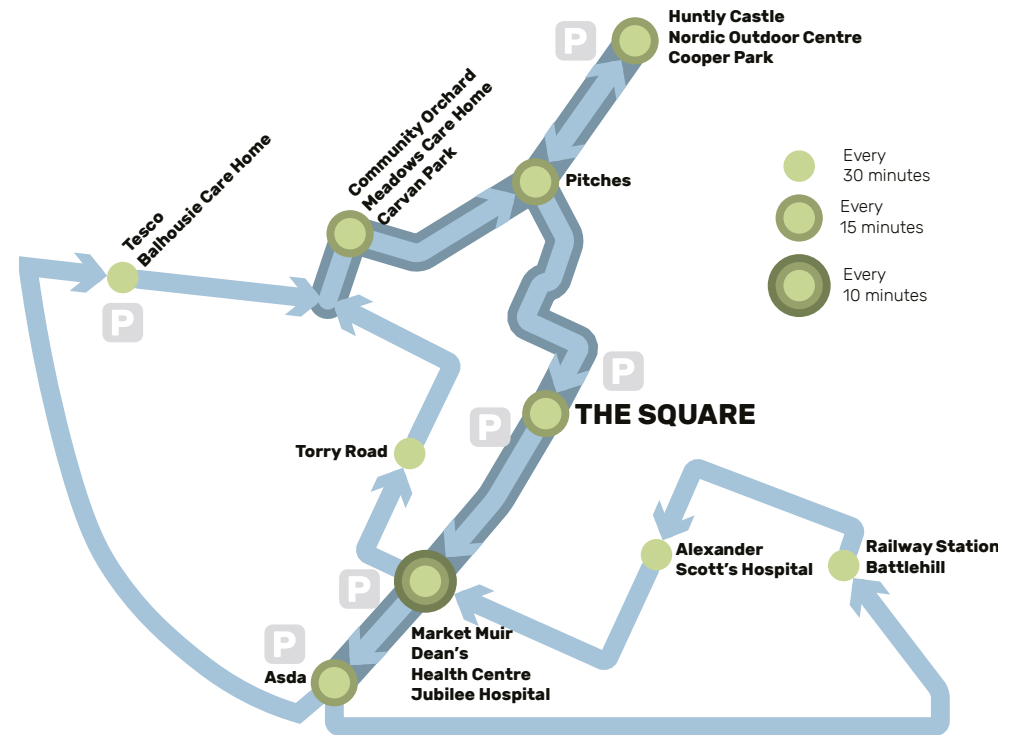 P
Huntly Castle
Nordic Outdoor Centre
Cooper Park
Community Orchard
Meadows Care Home
Carvan Park
Every
30 minutes
Pitches
Every
15 minutes
Tesco
Balhousie Care Home
Every
10 minutes
P
P
P
THE SQUARE
Torry Road
Alexander
Scott's Hospital
Railway Station
Battlehill
P
Market Muir
Dean's
Health Centre
Jubilee Hospital
P
Asda